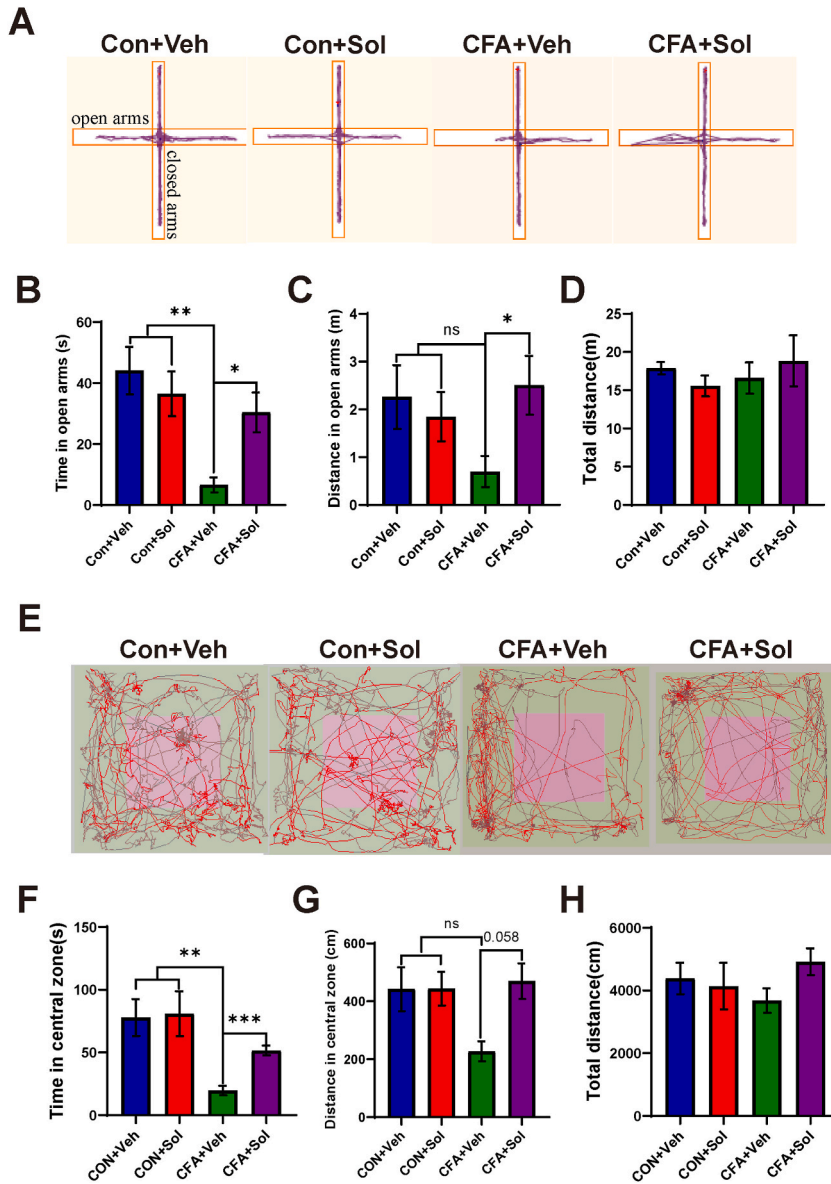 A
Con+Veh Con+Sol CFA+Veh CFA+Sol
open arms
closed arms
B
Time in open arms (s)
60
40
20
0
**
*
Con+Veh
Con+Sol
CFA+Veh
CFA+Sol
C
Distance in open arms (m)
4
3
2
1
0
ns
*
Con+Veh
Con+Sol
CFA+Veh
CFA+Sol
D
Total distance(m)
25
20
15
10
5
0
Con+Veh
Con+Sol
CFA+Veh
CFA+Sol
E
Con+Veh Con+Sol CFA+Veh CFA+Sol
F
Time in central zone(s)
150
100
50
0
**
***
CON+Veh
CON+Sol
CFA+Veh
CFA+Sol
G
Distance in central zone (cm)
600
400
200
0
ns
0.058
CON+Veh
CON+Sol
CFA+Veh
CFA+Sol
H
Total distance(cm)
6000
4000
2000
0
CON+Veh
CON+Sol
CFA+Veh
CFA+Sol